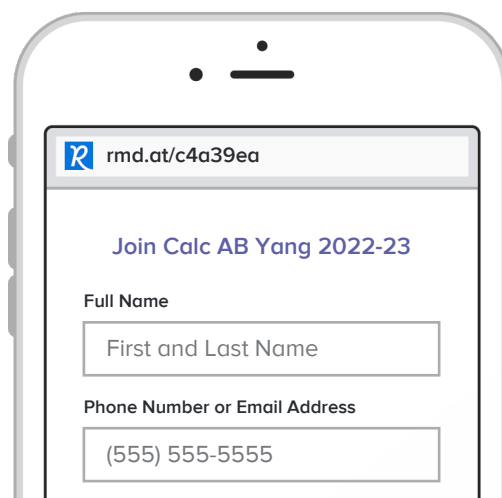 rmd.at/c4a39ea
Join Calc AB Yang 2022-23
Full Name
First and Last Name
Phone Number or Email Address
(555) 555-5555